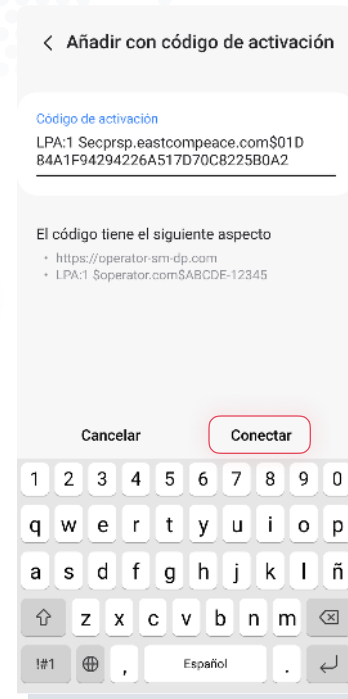 < Añadir con código de activación
Código de activación
LPA:1 Secprsp.eastcompeace.com$01D
84A1F94294226A517D70C8225B0A2
El código tiene el siguiente aspecto
• https://operator-sm-dp.com
• LPA:1 $operator.com$ABCDE-12345
Cancelar Conectar
1 2 3 4 5 6 7 8 9 0
q w e r t y u i o p
a s d f g h j k l ñ
z x c v b n m
!#1 , Español .